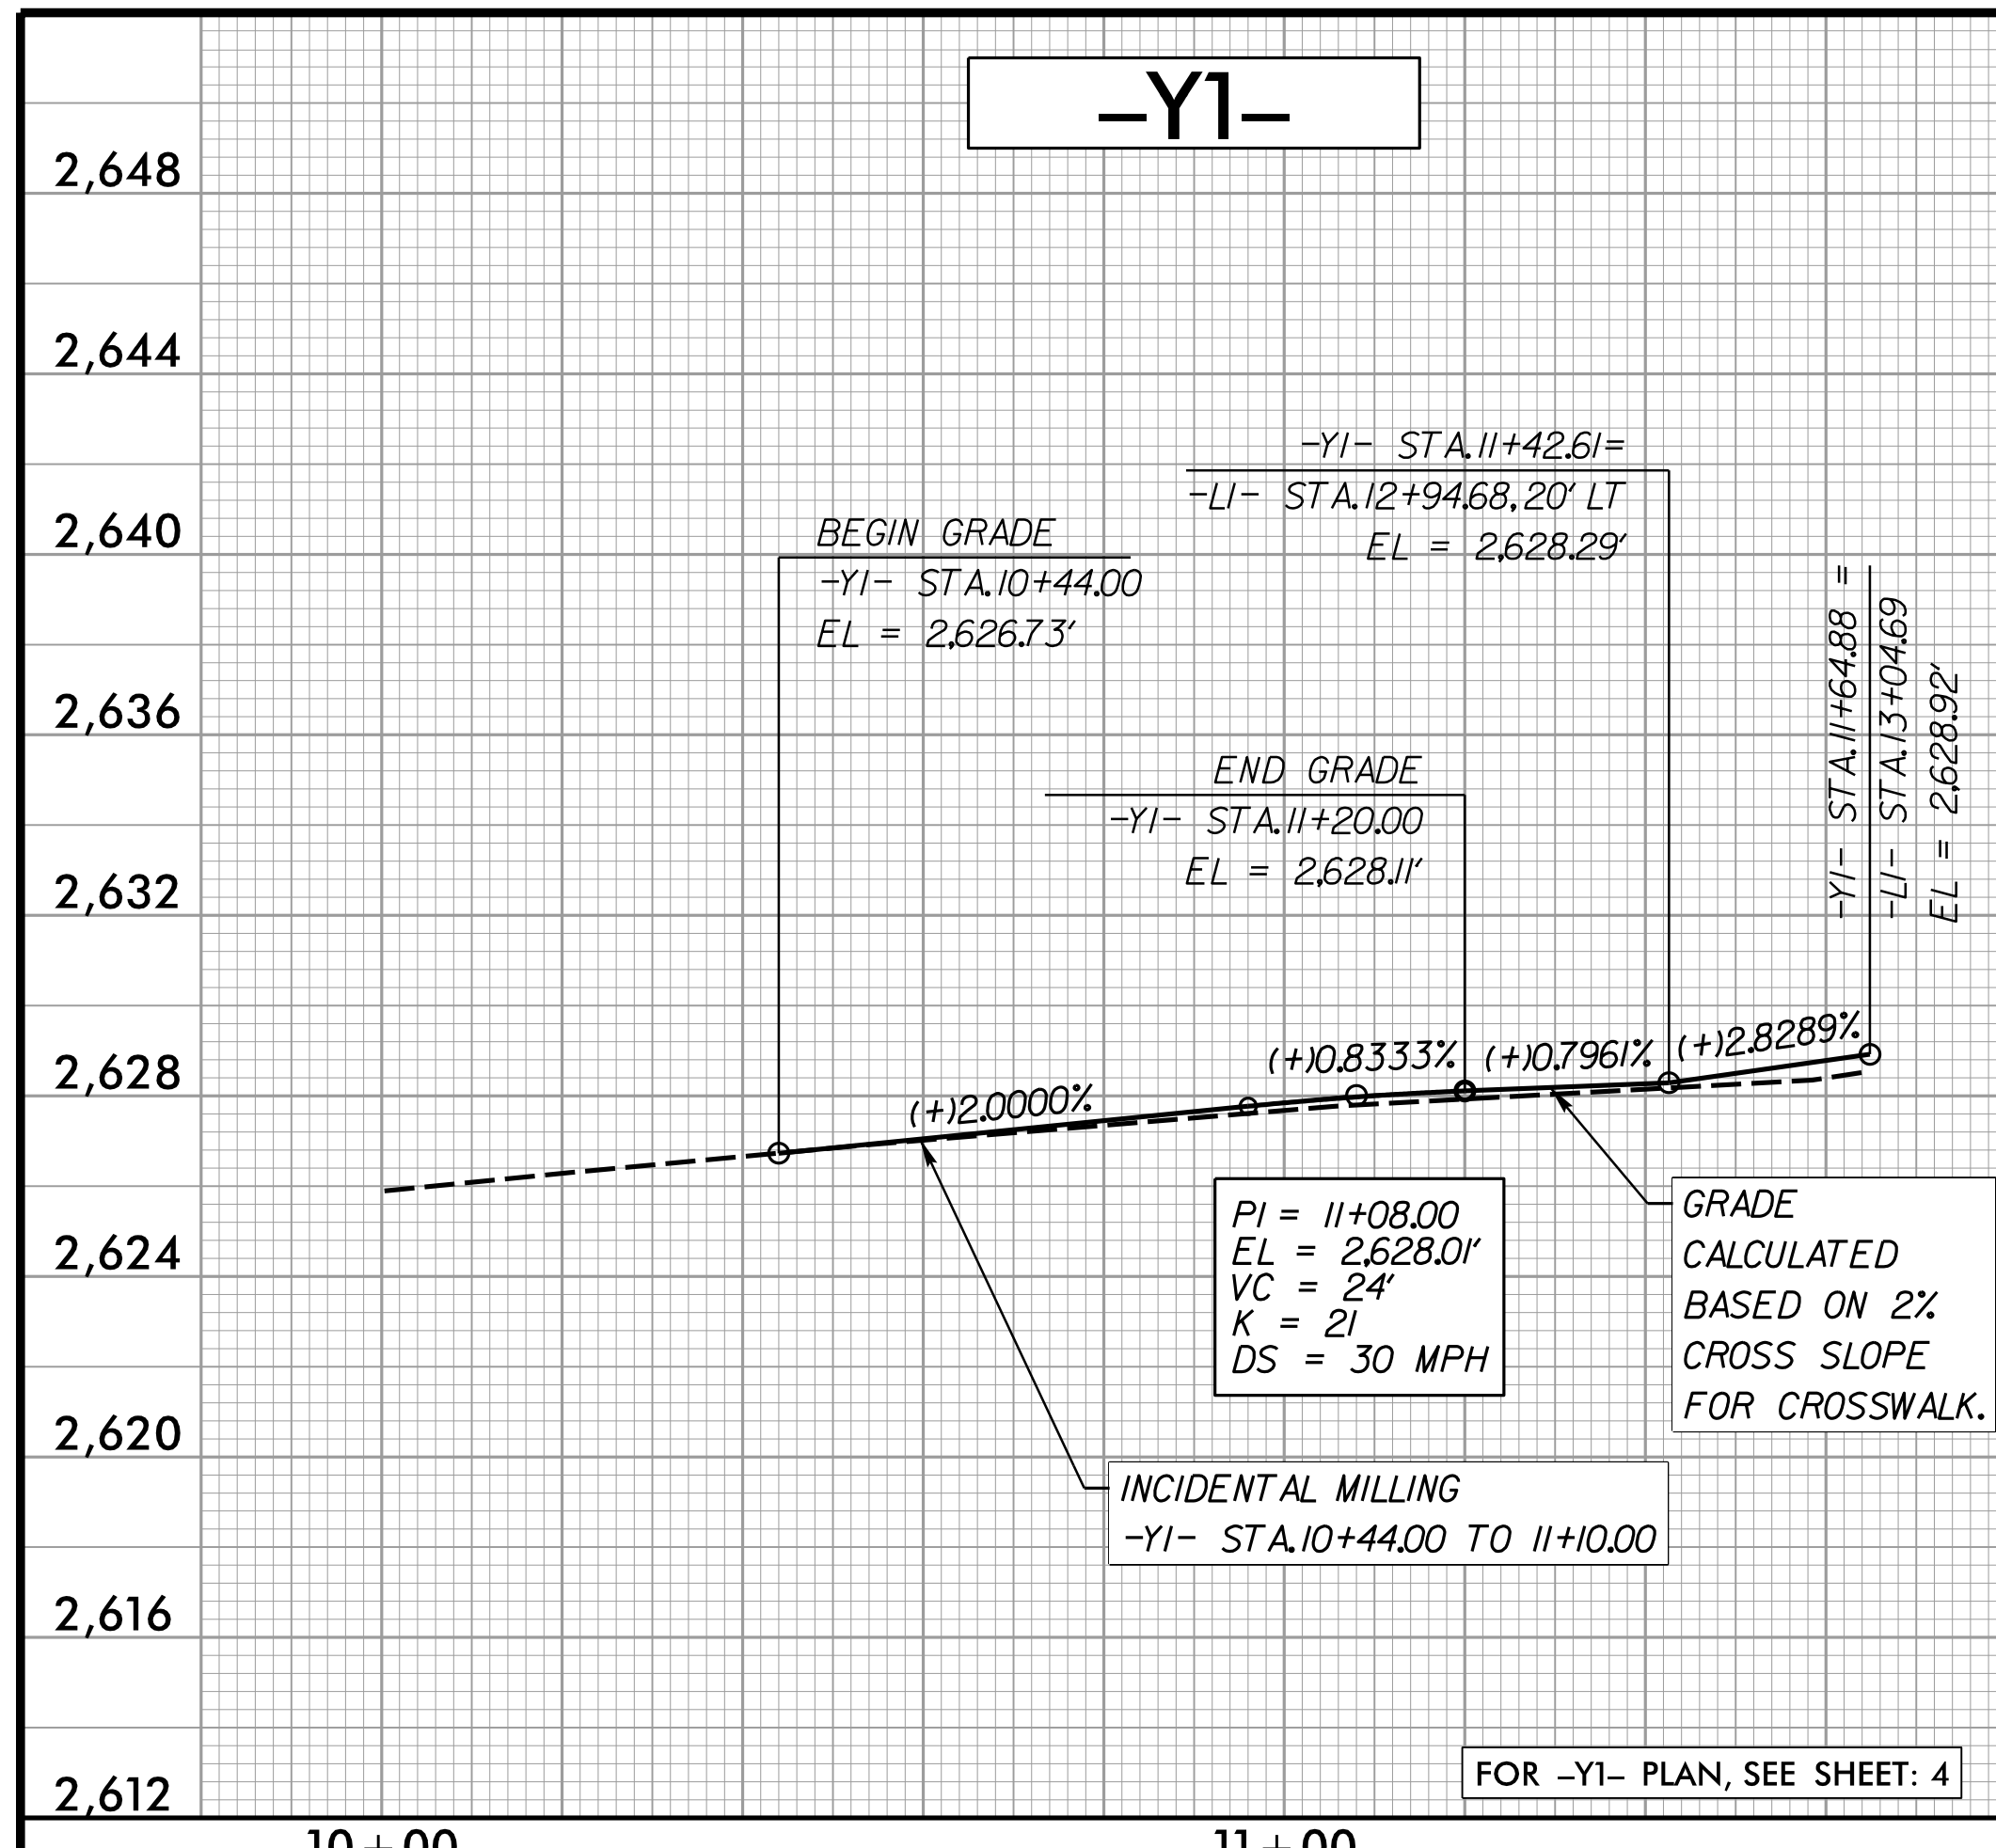 –Y1–
2,648
2,644
2,640
2,636
2,632
2,628
2,624
2,620
2,616
2,612
-Y1- STA. 11+42.61=
-L1- STA. 12+94.68, 20' LT
EL = 2,628.29'
BEGIN GRADE
-Y1- STA. 10+44.00
EL = 2,626.73'
-Y1- STA. 11+64.88 =
-L1- STA. 13+04.69
EL = 2,628.92'
END GRADE
-Y1- STA. 11+20.00
EL = 2,628.11'
(+)2.0000%
(+)0.8333%
(+)0.7961%
(+)2.8289%
PI = 11+08.00
EL = 2,628.01'
VC = 24'
K = 21
DS = 30 MPH
GRADE
CALCULATED
BASED ON 2%
CROSS SLOPE
FOR CROSSWALK.
INCIDENTAL MILLING
-Y1- STA. 10+44.00 TO 11+10.00
FOR –Y1– PLAN, SEE SHEET: 4
10+00
11+00